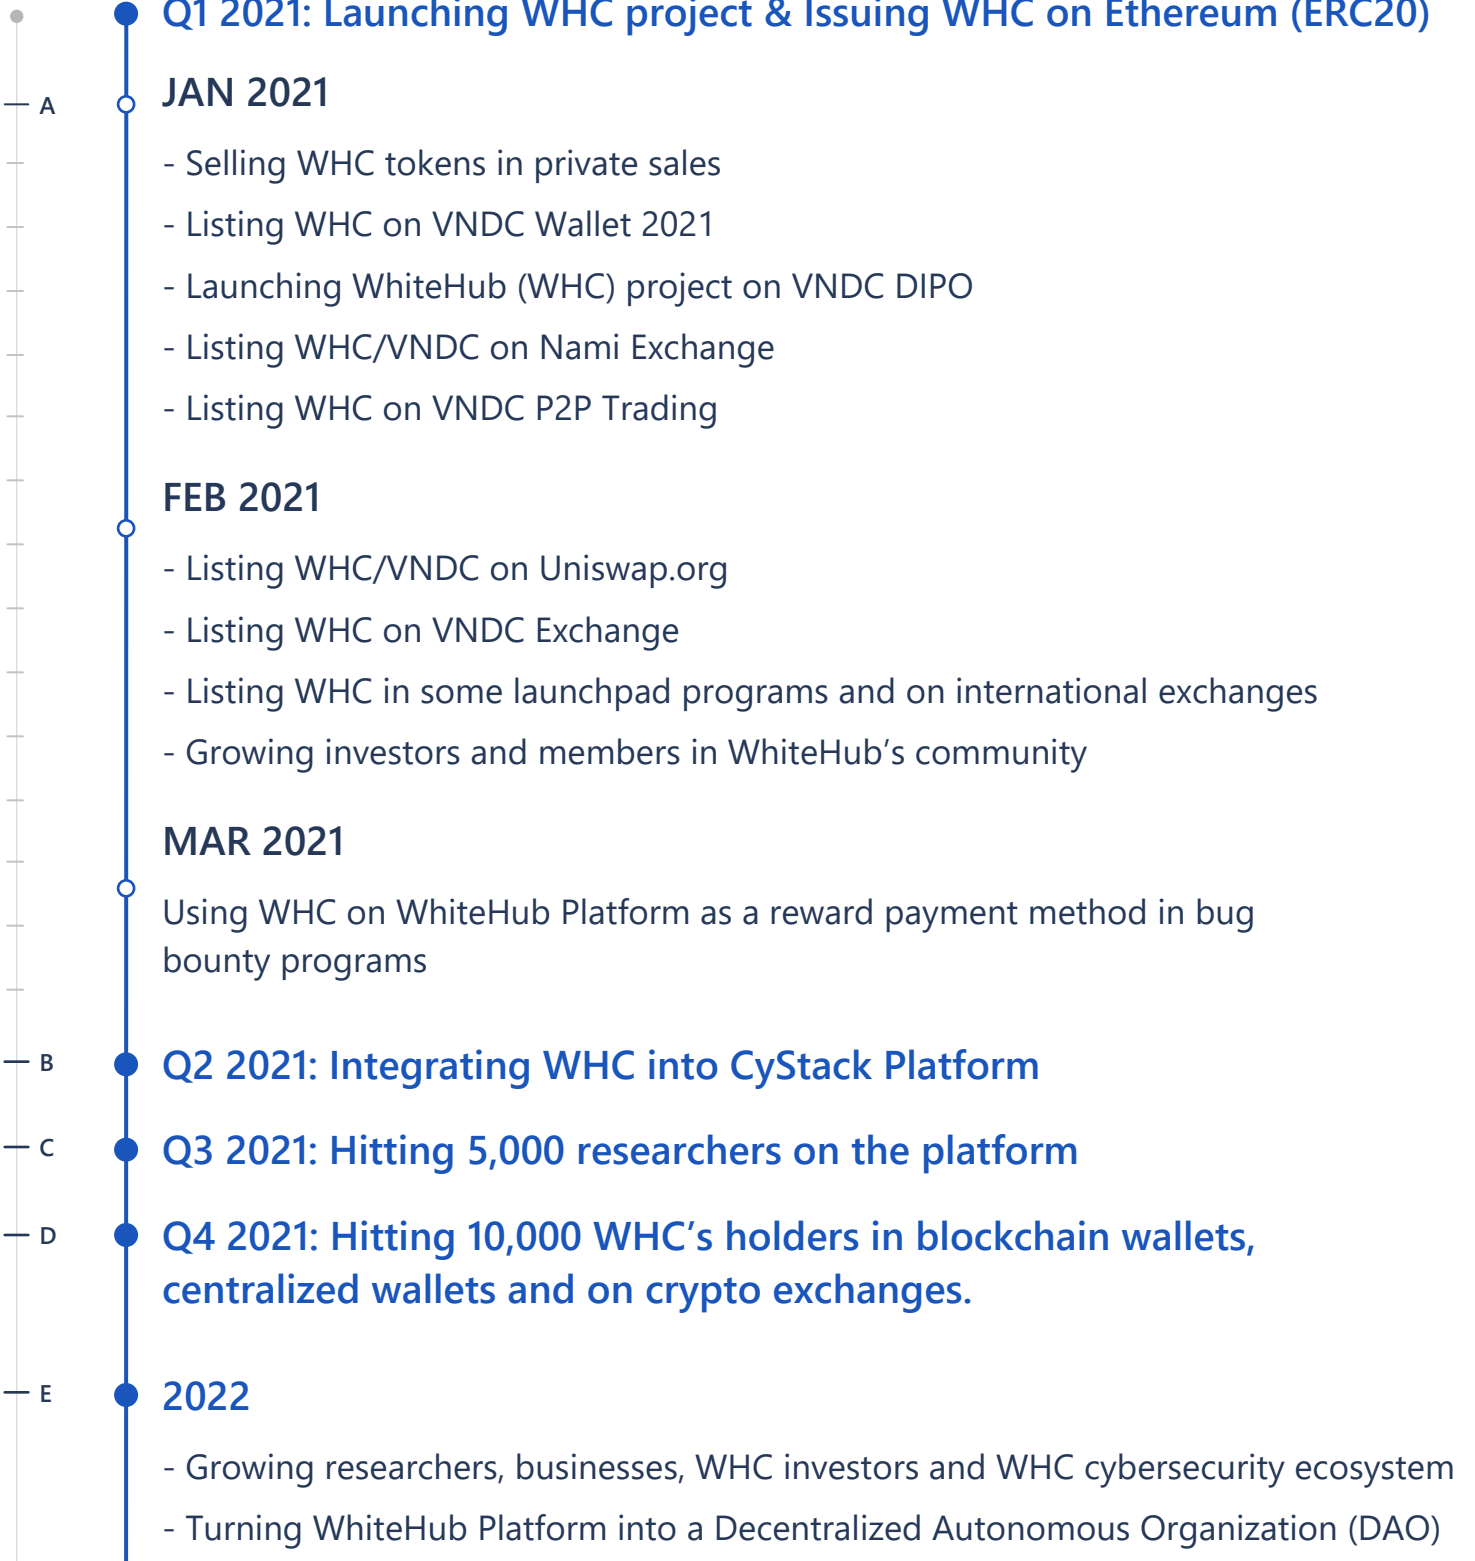 Q1 2021: Launching WHC project & Issuing WHC on Ethereum (ERC20)
A
JAN 2021
- Selling WHC tokens in private sales
- Listing WHC on VNDC Wallet 2021
- Launching WhiteHub (WHC) project on VNDC DIPO
- Listing WHC/VNDC on Nami Exchange
- Listing WHC on VNDC P2P Trading
FEB 2021
- Listing WHC/VNDC on Uniswap.org
- Listing WHC on VNDC Exchange
- Listing WHC in some launchpad programs and on international exchanges
- Growing investors and members in WhiteHub’s community
MAR 2021
Using WHC on WhiteHub Platform as a reward payment method in bug
bounty programs
B
Q2 2021: Integrating WHC into CyStack Platform
C
Q3 2021: Hitting 5,000 researchers on the platform
D
Q4 2021: Hitting 10,000 WHC’s holders in blockchain wallets,
centralized wallets and on crypto exchanges.
E
2022
- Growing researchers, businesses, WHC investors and WHC cybersecurity ecosystem
- Turning WhiteHub Platform into a Decentralized Autonomous Organization (DAO)